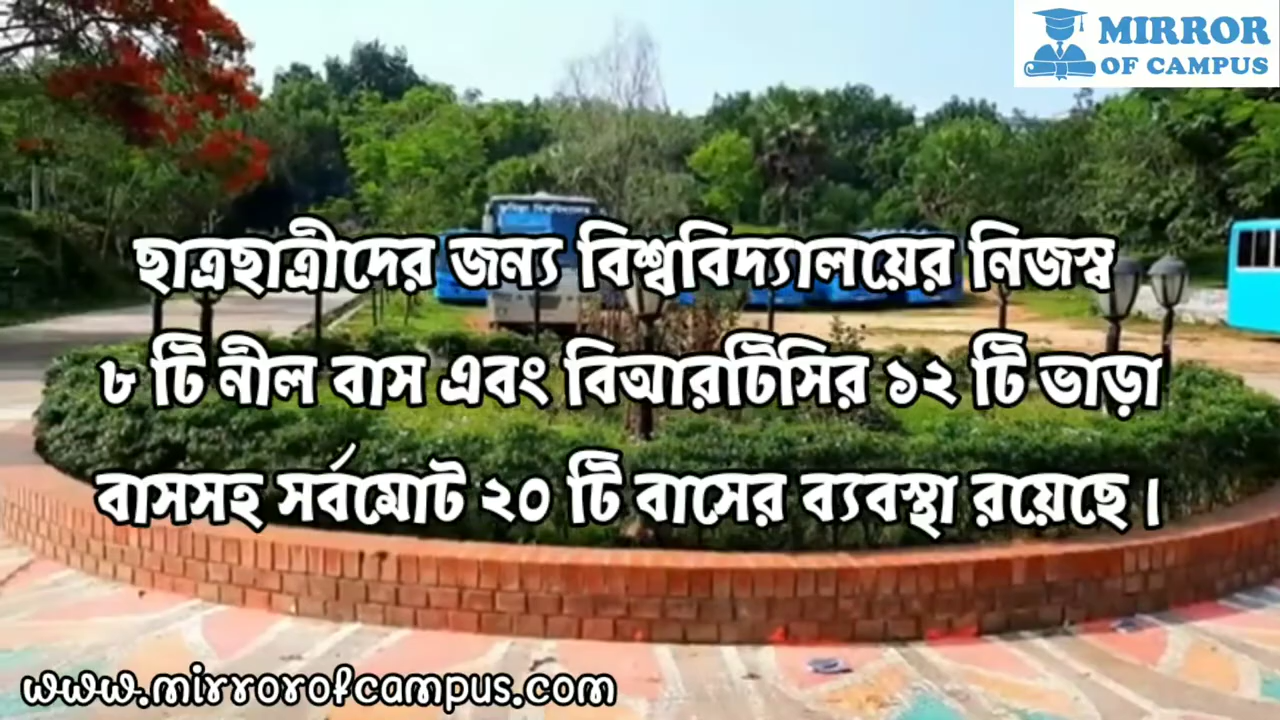 MIRROR
OF CAMPUS
ছাত্রছাত্রীদের জন্য বিশ্ববিদ্যালয়ের নিজস্ব
৮ টি নীল বাস এবং বিআরটিসির ১২ টি ভাড়া
বাসসহ সর্বমোট ২০ টি বাসের ব্যবস্থা রয়েছে।
www.mirrorofcampus.com